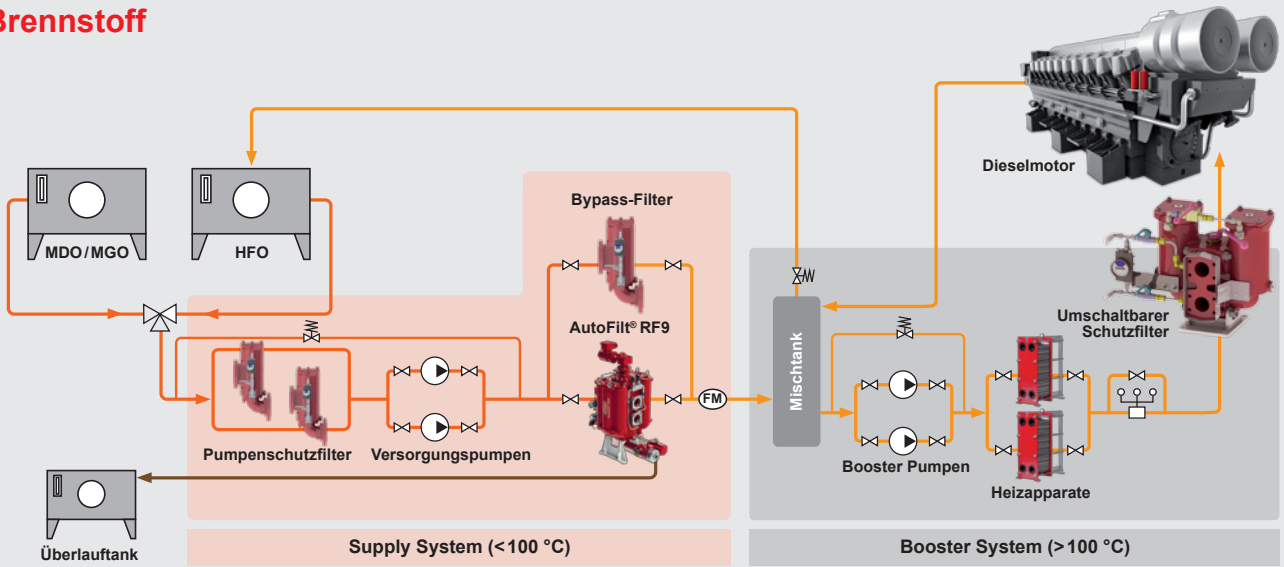 Brennstoff
Dieselmotor
MDO / MGO
HFO
Bypass-Filter
AutoFilt® RF9
FM
Mischtank
Umschaltbarer
Schutzfilter
Pumpenschutzfilter
Versorgungspumpen
Booster Pumpen
Heizapparate
Überlauftank
Supply System (<100 °C)
Booster System (>100 °C)